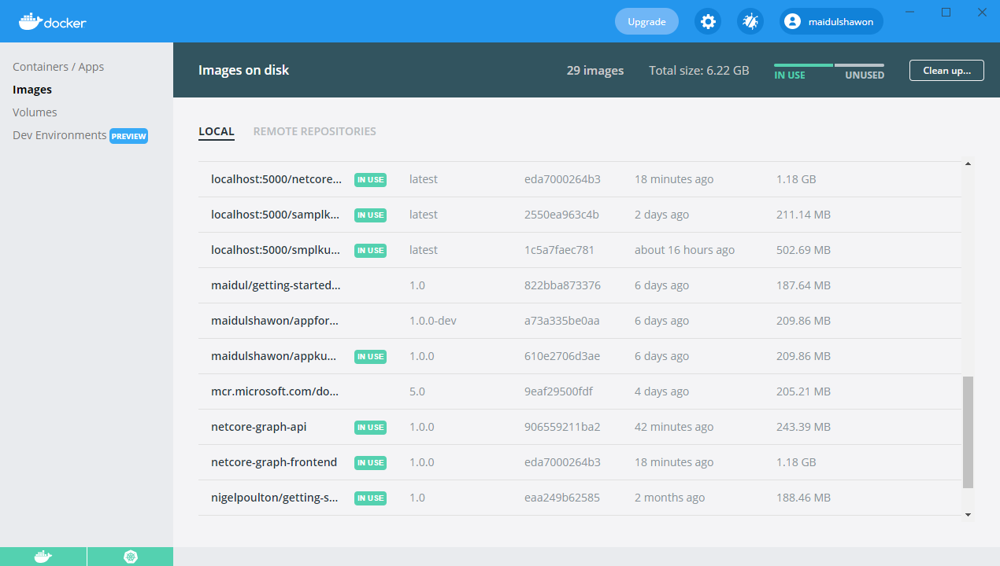 docker
Upgrade
maidulshawon
Containers / Apps
Images
Volumes
Dev Environments PREVIEW
Images on disk
29 images
Total size: 6.22 GB
IN USE UNUSED
Clean up...
LOCAL REMOTE REPOSITORIES
localhost:5000/netcore... IN USE latest eda7000264b3 18 minutes ago 1.18 GB
localhost:5000/samplk... IN USE latest 2550ea963c4b 2 days ago 211.14 MB
localhost:5000/smplku... IN USE latest 1c5a7faec781 about 16 hours ago 502.69 MB
maidul/getting-started... 1.0 822bba873376 6 days ago 187.64 MB
maidulshawon/appfor... 1.0.0-dev a73a335be0aa 6 days ago 209.86 MB
maidulshawon/appku... IN USE 1.0.0 610e2706d3ae 6 days ago 209.86 MB
mcr.microsoft.com/do... 5.0 9eaf29500fdf 4 days ago 205.21 MB
netcore-graph-api IN USE 1.0.0 906559211ba2 42 minutes ago 243.39 MB
netcore-graph-frontend IN USE 1.0.0 eda7000264b3 18 minutes ago 1.18 GB
nigelpoulton/getting-s... IN USE 1.0 eaa249b62585 2 months ago 188.46 MB